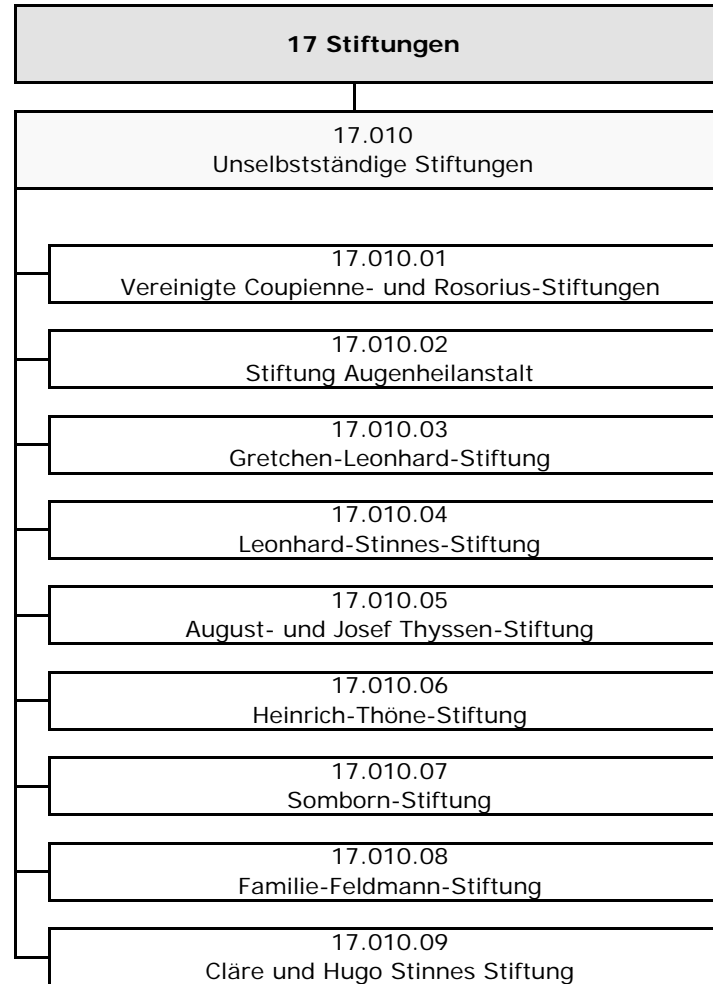 17 Stiftungen
17.010
Unselbstständige Stiftungen
17.010.01
Vereinigte Coupienne- und Rosorius-Stiftungen
17.010.02
Stiftung Augenheilanstalt
17.010.03
Gretchen-Leonhard-Stiftung
17.010.04
Leonhard-Stinnes-Stiftung
17.010.05
August- und Josef Thyssen-Stiftung
17.010.06
Heinrich-Thöne-Stiftung
17.010.07
Somborn-Stiftung
17.010.08
Familie-Feldmann-Stiftung
17.010.09
Cläre und Hugo Stinnes Stiftung